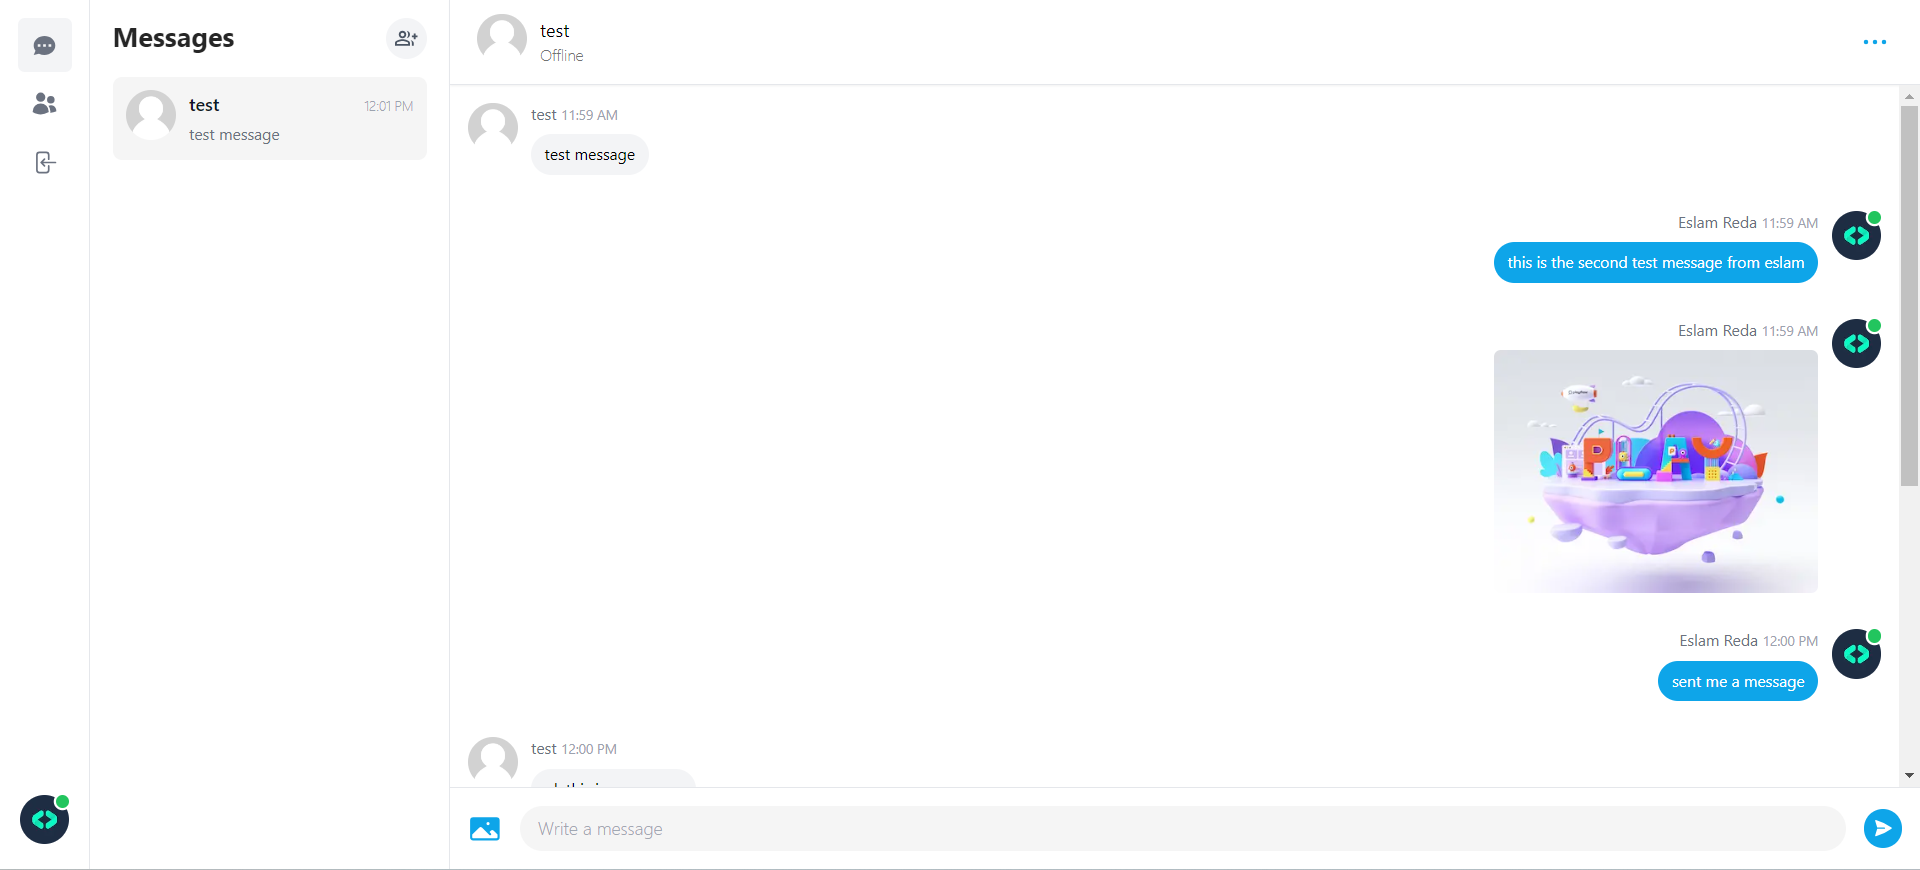 Messages
test 12:01 PM
test message
test
Offline
test 11:59 AM
test message
Eslam Reda 11:59 AM
this is the second test message from eslam
Eslam Reda 11:59 AM
PLAY
Eslam Reda 12:00 PM
sent me a message
test 12:00 PM
Write a message